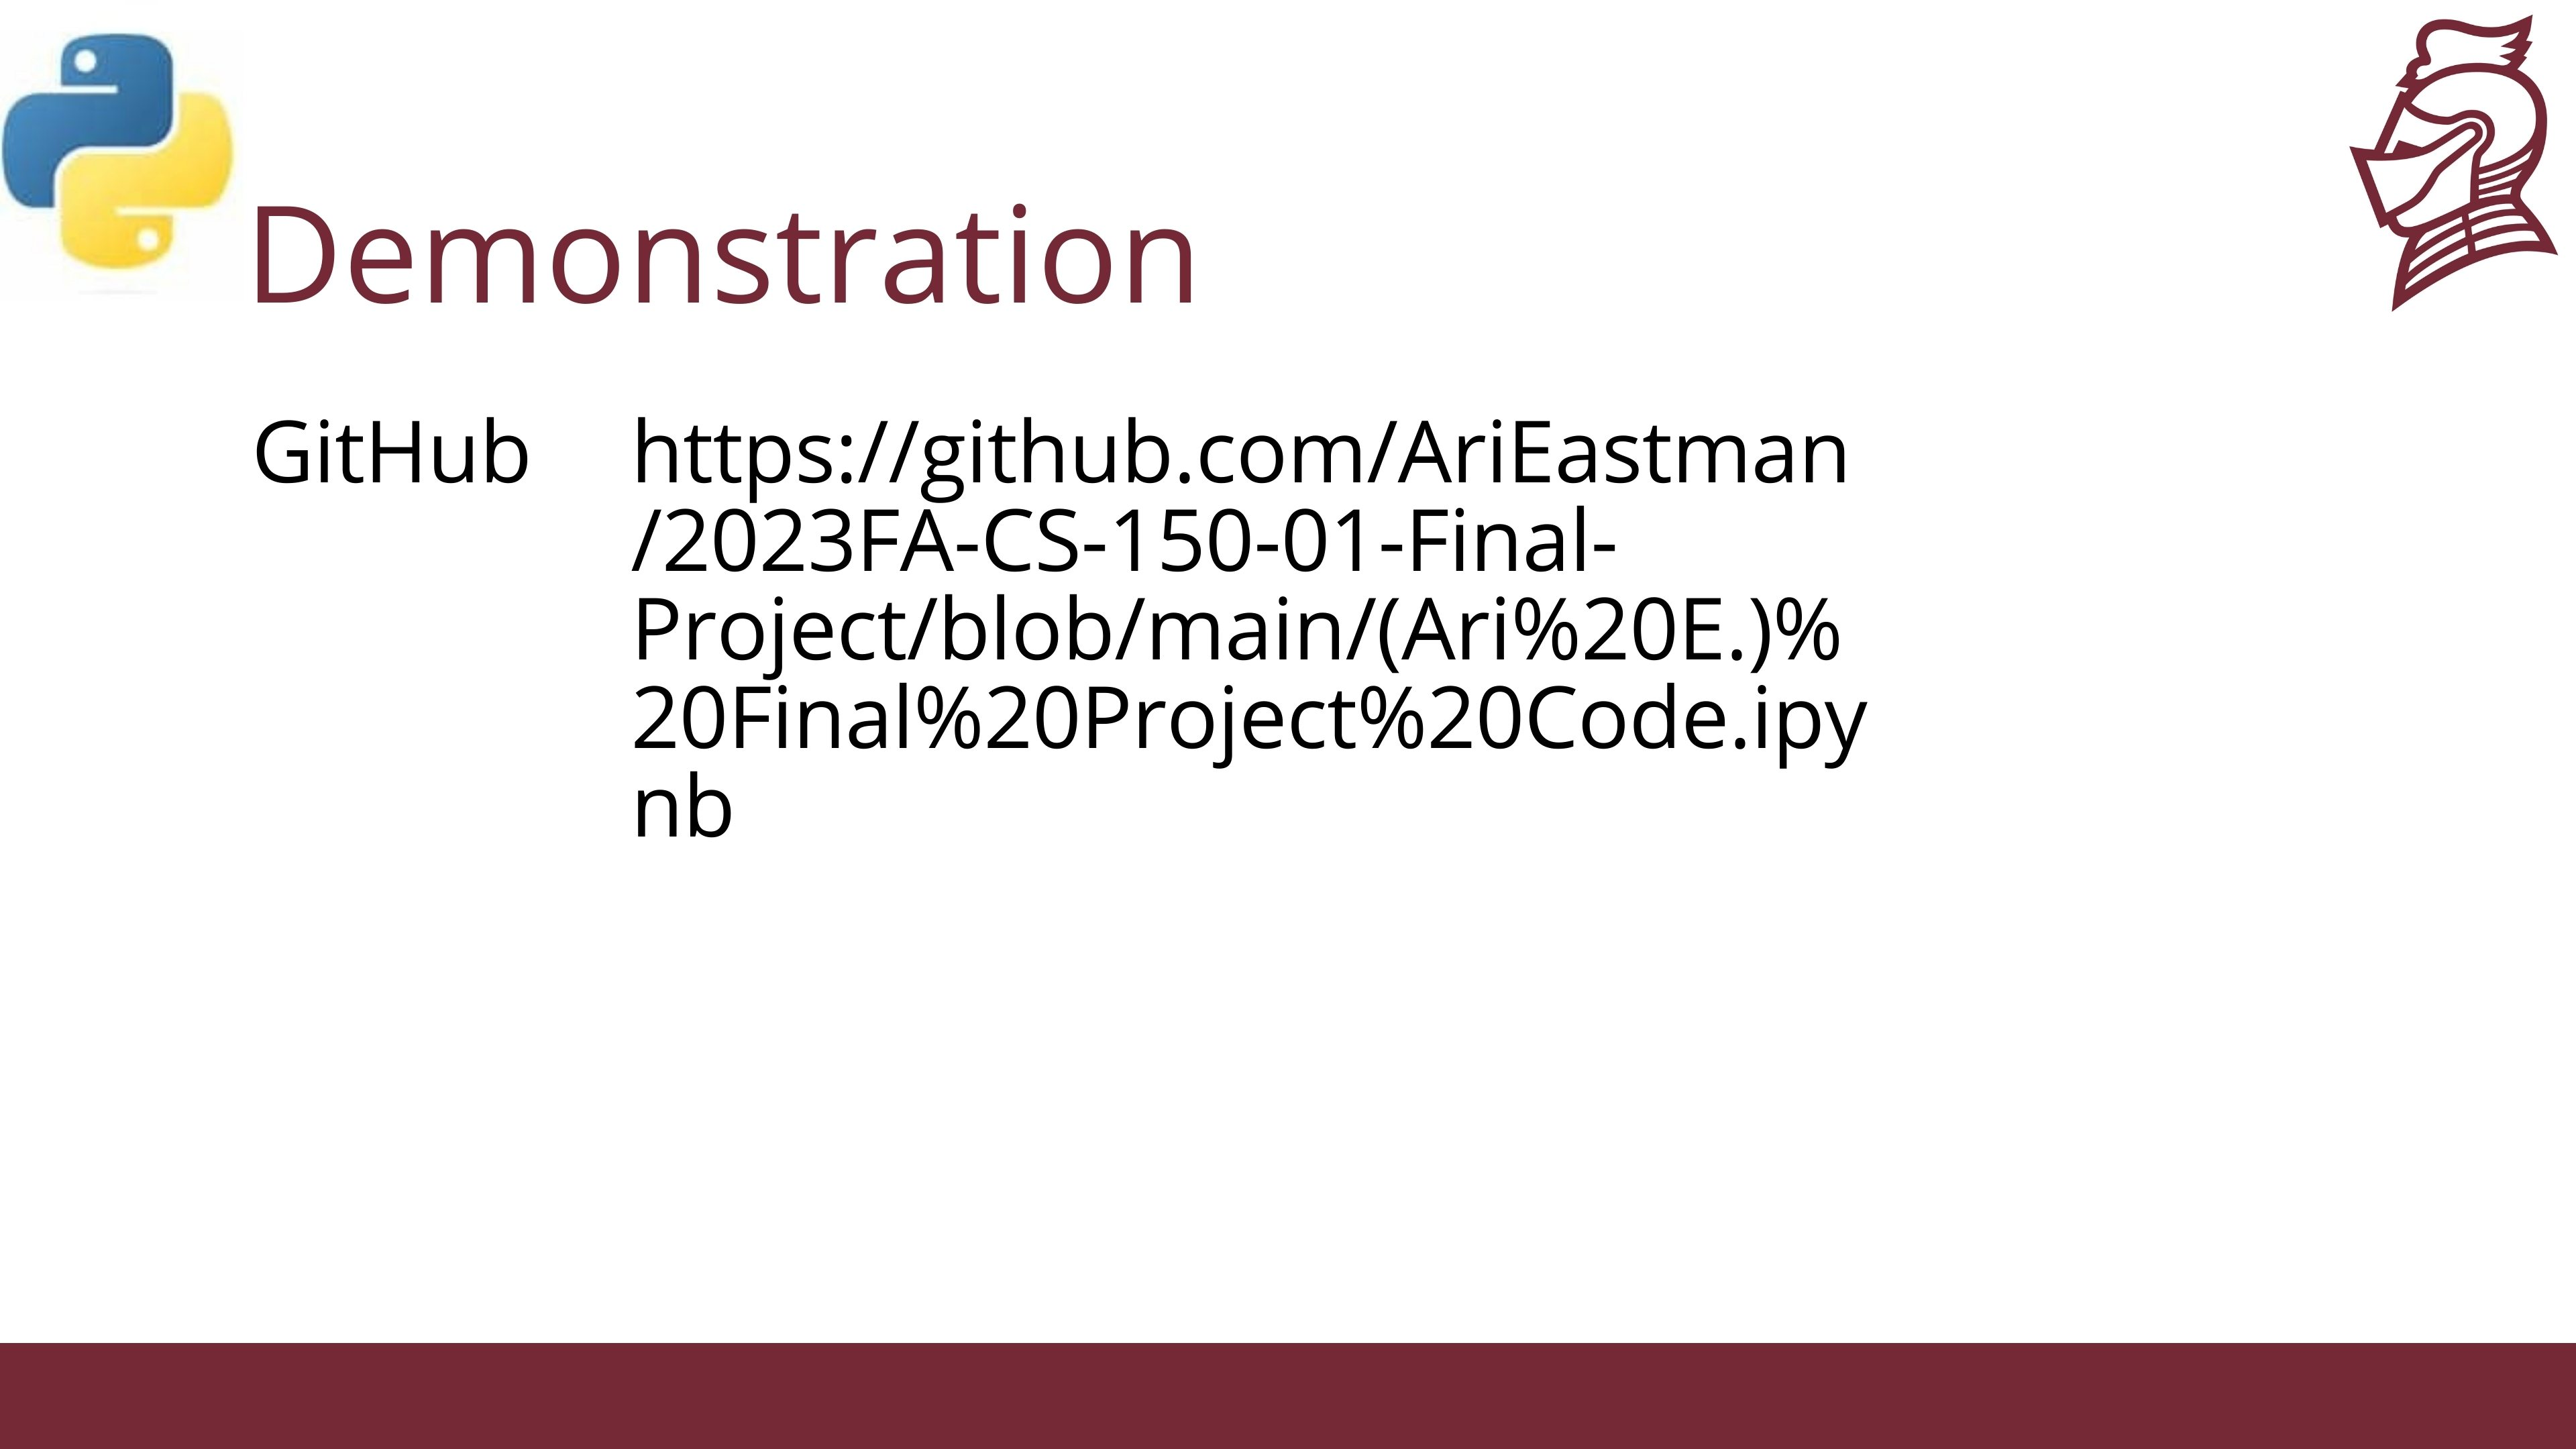 Demonstration
GitHub https://github.com/AriEastman
/2023FA-CS-150-01-Final-
Project/blob/main/(Ari%20E.)%
20Final%20Project%20Code.ipy
nb